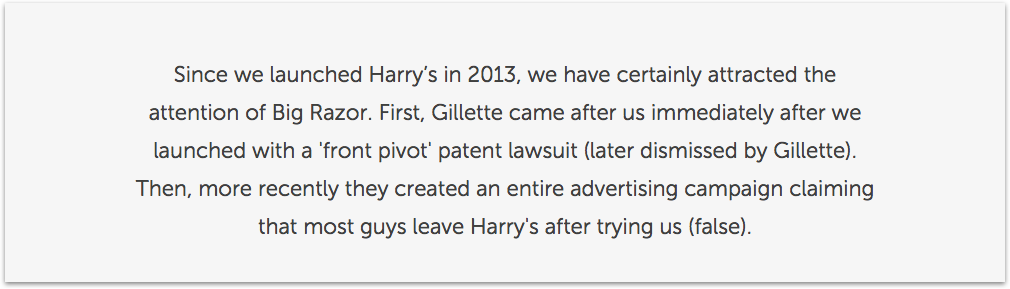 Since we launched Harry’s in 2013, we have certainly attracted the
attention of Big Razor. First, Gillette came after us immediately after we
launched with a 'front pivot' patent lawsuit (later dismissed by Gillette).
Then, more recently they created an entire advertising campaign claiming
that most guys leave Harry's after trying us (false).